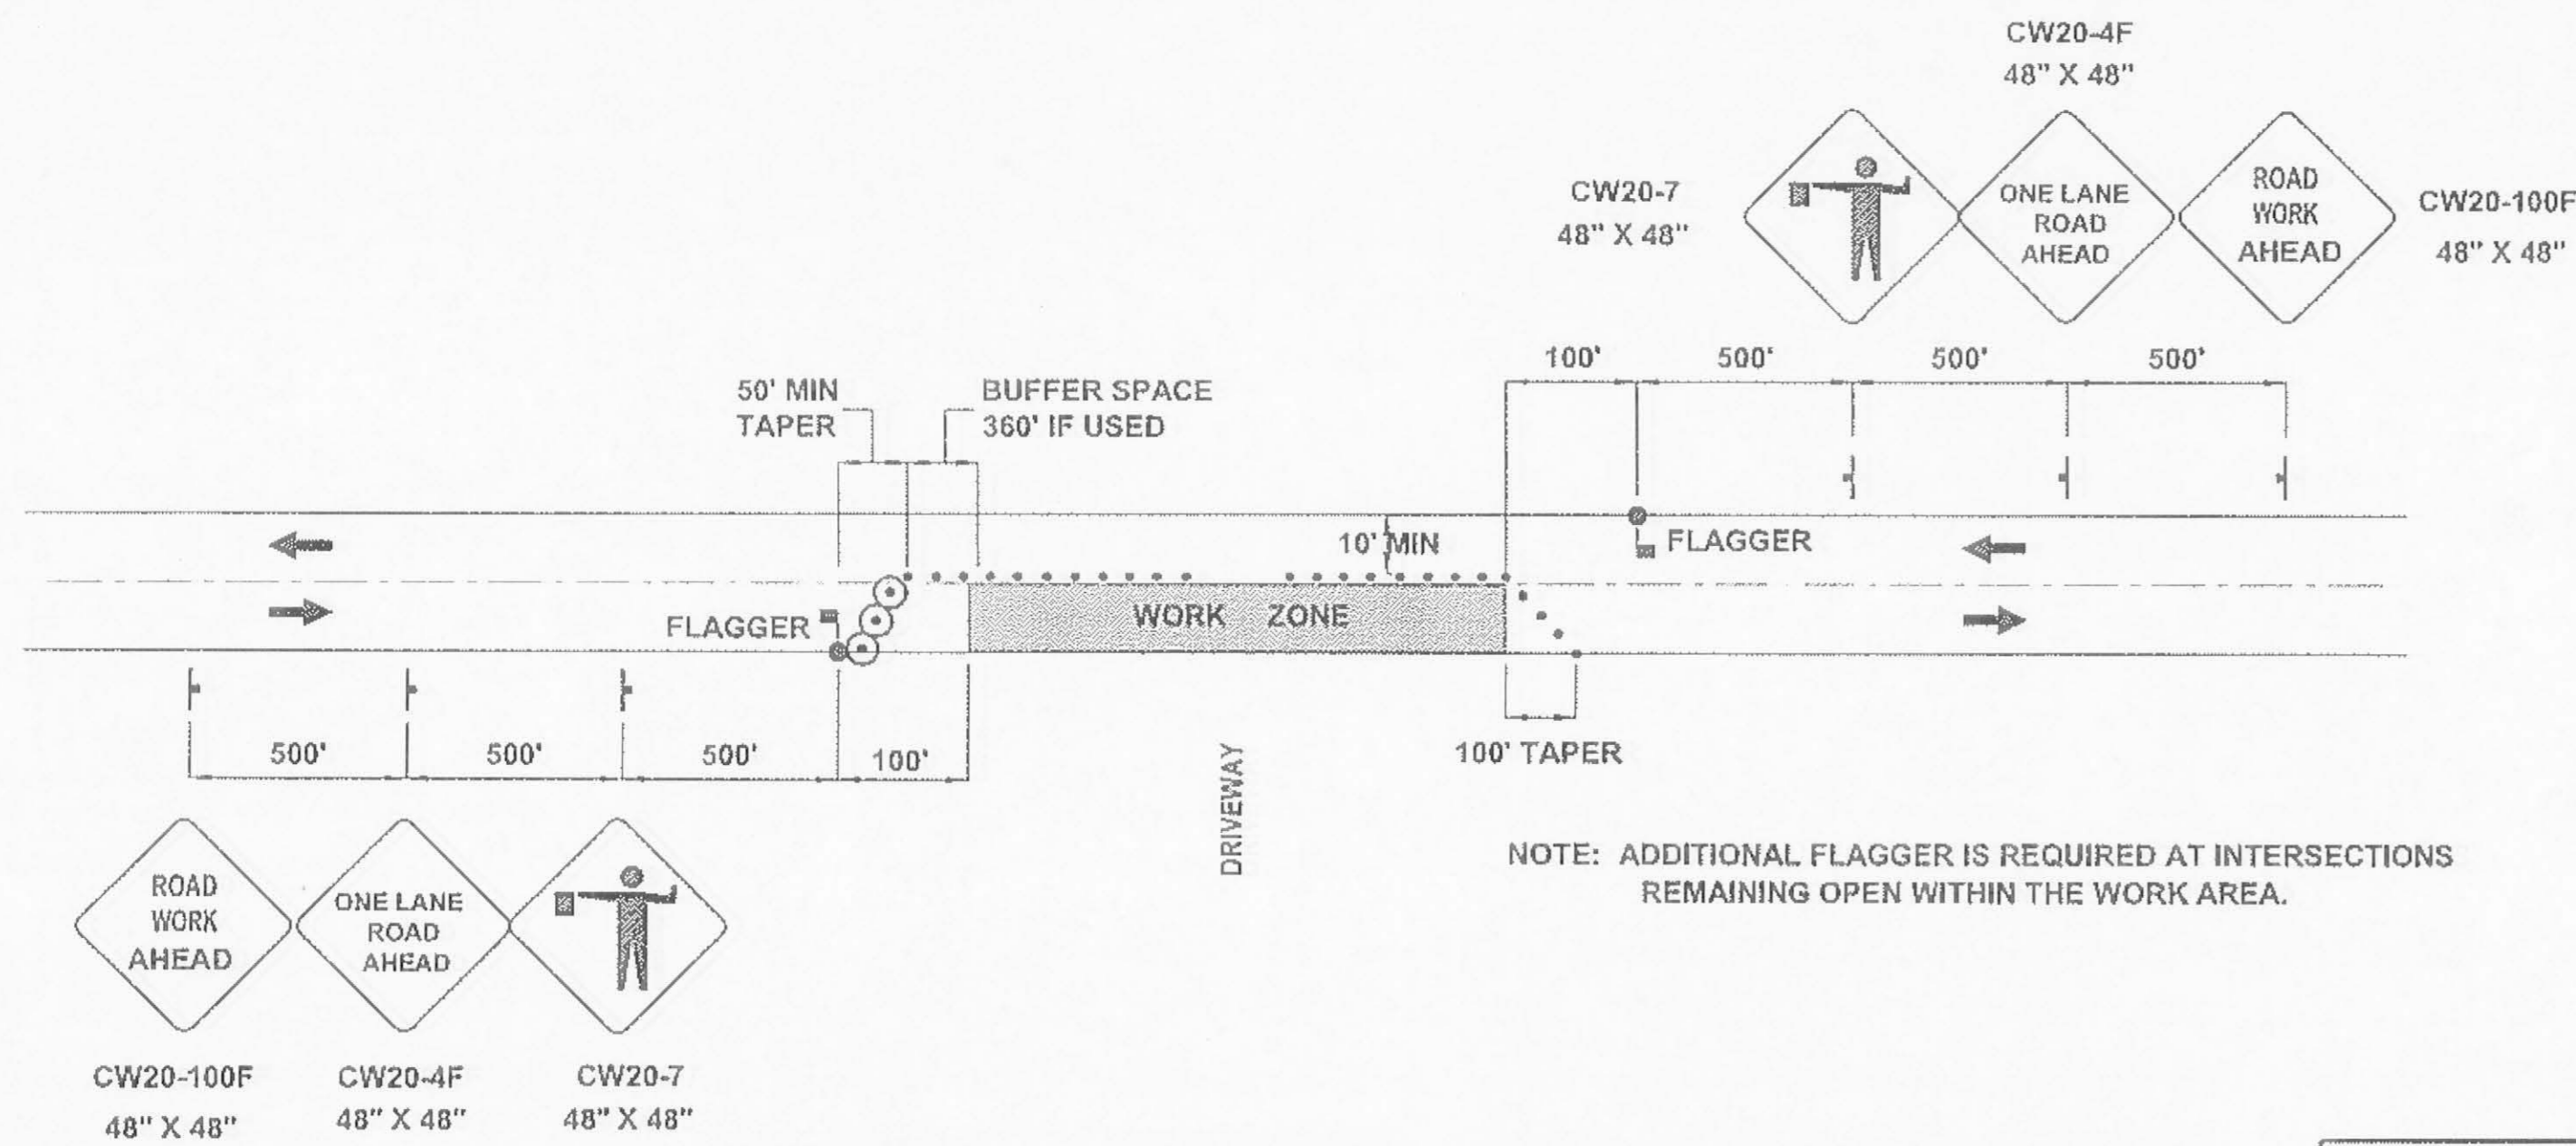 CW20-4F
48" X 48"
CW20-7
48" X 48"
ONE LANE
ROAD
AHEAD
ROAD
WORK
AHEAD
CW20-100F
48" X 48"
100'
500'
500'
500'
50' MIN
TAPER
BUFFER SPACE
360' IF USED
10' MIN
FLAGGER
FLAGGER
WORK ZONE
500'
500'
500'
100'
DRIVEWAY
100' TAPER
NOTE: ADDITIONAL FLAGGER IS REQUIRED AT INTERSECTIONS
REMAINING OPEN WITHIN THE WORK AREA.
ROAD
WORK
AHEAD
ONE LANE
ROAD
AHEAD
CW20-100F
48" X 48"
CW20-4F
48" X 48"
CW20-7
48" X 48"